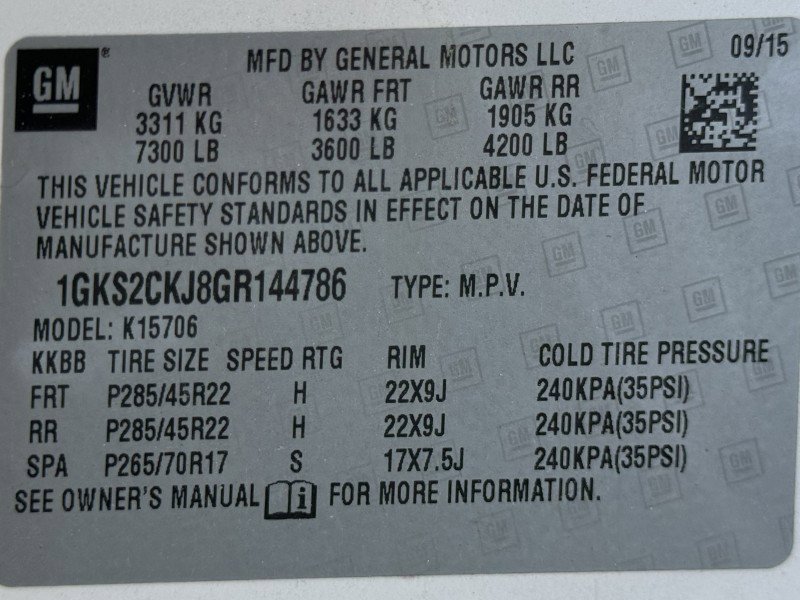 GM ® MFD BY GENERAL MOTORS LLC 09/15
GVWR GAWR FRT GAWR RR
3311 KG 1633 KG 1905 KG
7300 LB 3600 LB 4200 LB
THIS VEHICLE CONFORMS TO ALL APPLICABLE U.S. FEDERAL MOTOR
VEHICLE SAFETY STANDARDS IN EFFECT ON THE DATE OF
MANUFACTURE SHOWN ABOVE.
1GKS2CKJ8GR144786 TYPE: M.P.V.
MODEL: K15706
KKBB TIRE SIZE SPEED RTG RIM COLD TIRE PRESSURE
FRT P285/45R22 H 22X9J 240KPA(35PSI)
RR P285/45R22 H 22X9J 240KPA(35PSI)
SPA P265/70R17 S 17X7.5J 240KPA(35PSI)
SEE OWNER'S MANUAL i FOR MORE INFORMATION.